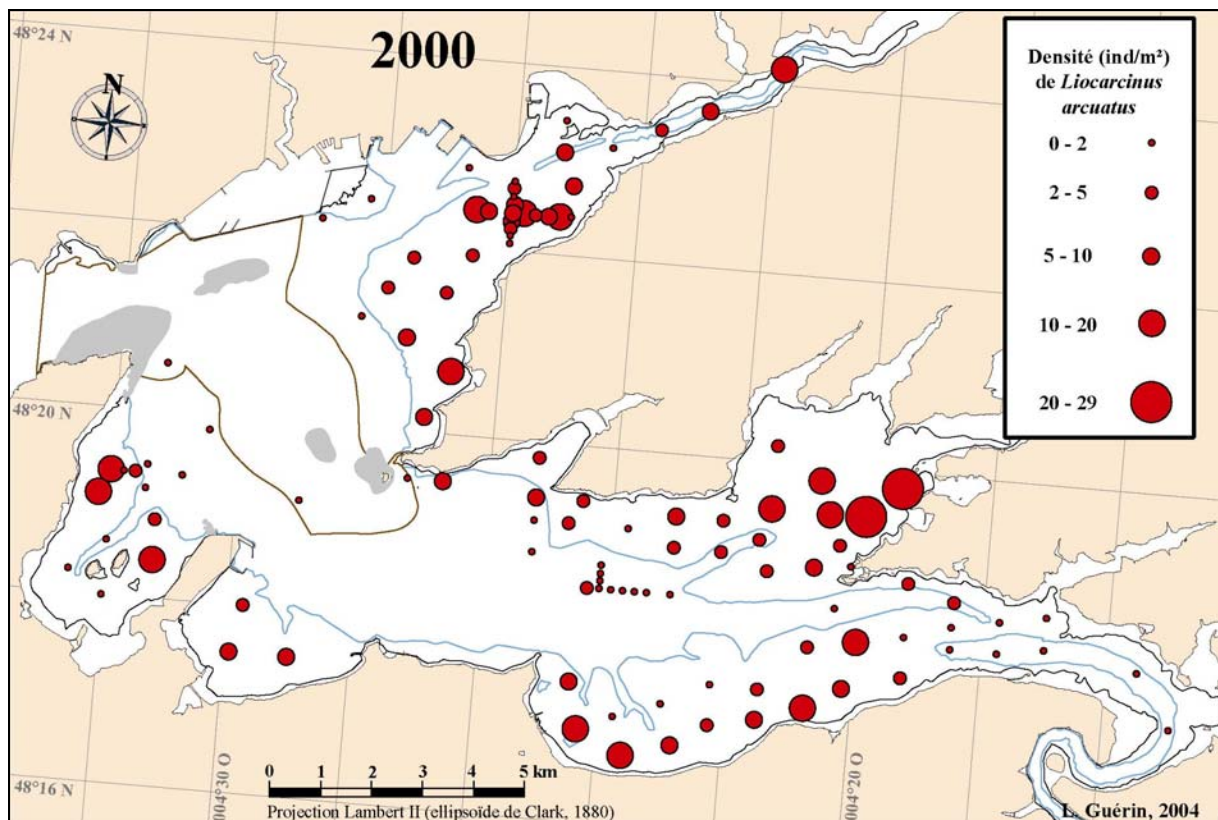 48°24 N
2000
N
Densité (ind/m²)
de Liocarcinus
arcuatus
0 - 2
2 - 5
5 - 10
10 - 20
20 - 29
48°20 N
48°16 N
004°30 O
004°20 O
0 1 2 3 4 5 km
Projection Lambert II (ellipsoïde de Clark, 1880)
L. Guérin, 2004